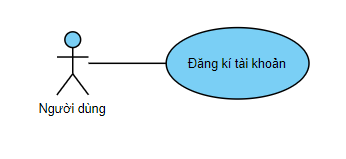 Đăng kí tài khoản
Người dùng